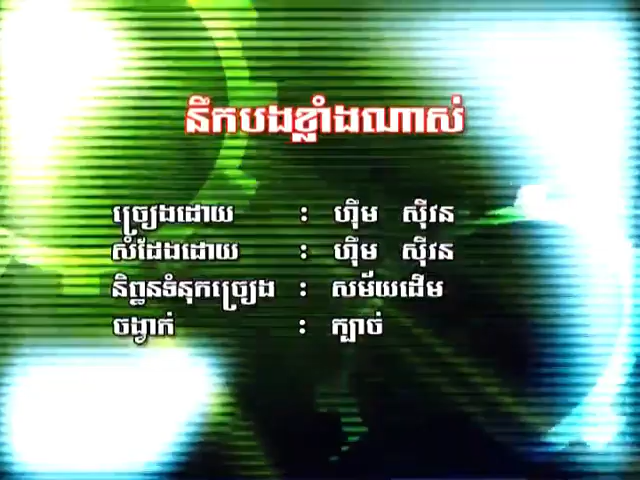 នឹកបងខ្លាំងណាស់
ច្រៀងដោយ : ហ៊ឹម ស៊ីវន
សំដែងដោយ : ហ៊ឹម ស៊ីវន
និពន្ធនទំនុកច្រៀង : សម័យដើម
ចង្វាក់ : ក្បាច់